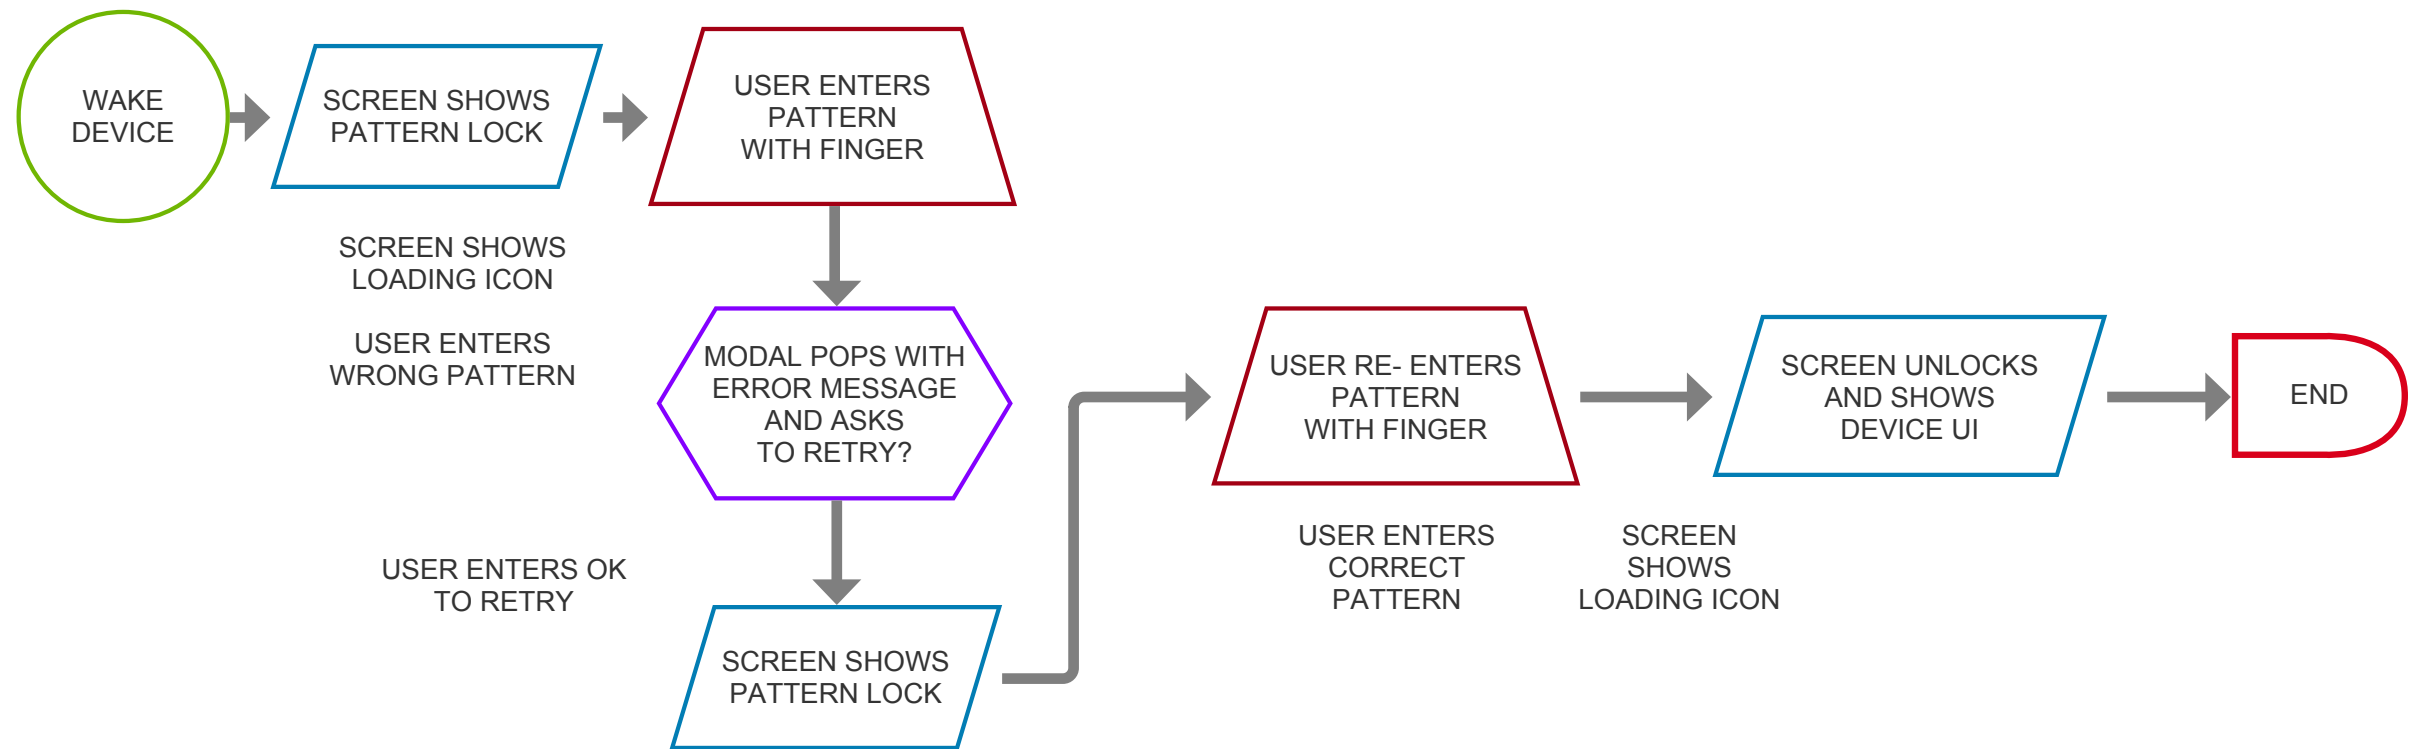 WAKE
DEVICE
SCREEN SHOWS
PATTERN LOCK
USER ENTERS
PATTERN
WITH FINGER
SCREEN SHOWS
LOADING ICON
USER ENTERS
WRONG PATTERN
MODAL POPS WITH
ERROR MESSAGE
AND ASKS
TO RETRY?
USER ENTERS OK
TO RETRY
SCREEN SHOWS
PATTERN LOCK
USER RE- ENTERS
PATTERN
WITH FINGER
USER ENTERS
CORRECT
PATTERN
SCREEN
SHOWS
LOADING ICON
SCREEN UNLOCKS
AND SHOWS
DEVICE UI
END